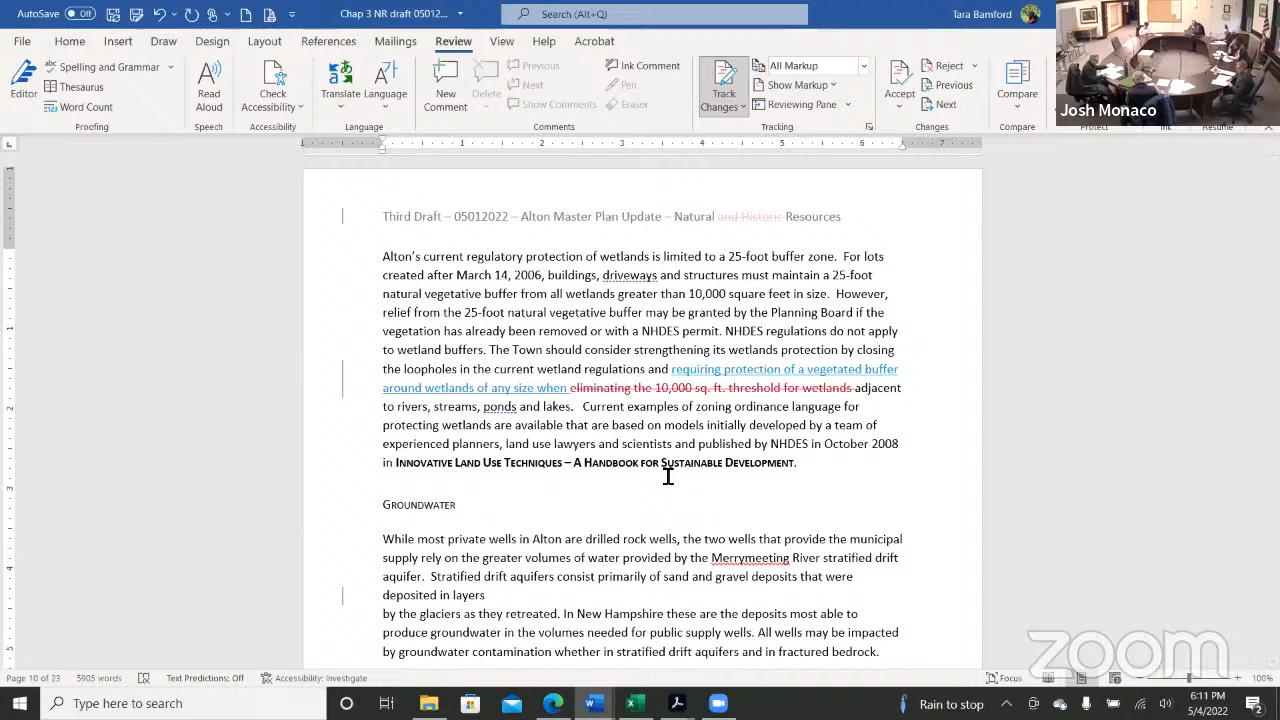 AutoSave Off
Chap 3 NR draft 05012022
Search (Alt+Q)
Tara Bamford
File Home Insert Draw Design Layout References Mailings Review View Help Acrobat
Editor
Spelling and Grammar
Thesaurus
Word Count
Proofing
Read Aloud
Speech
Check Accessibility
Accessibility
Translate Language
Language
New Comment
Delete
Previous
Next
Show Comments
Ink Comment
Pen
Eraser
Comments
Track Changes
All Markup
Show Markup
Reviewing Pane
Tracking
Accept
Reject
Previous
Next
Changes
Compare
Compare
Josh Monaco
Third Draft – 05012022 – Alton Master Plan Update – Natural and Historic Resources
Alton’s current regulatory protection of wetlands is limited to a 25-foot buffer zone. For lots
created after March 14, 2006, buildings, driveways and structures must maintain a 25-foot
natural vegetative buffer from all wetlands greater than 10,000 square feet in size. However,
relief from the 25-foot natural vegetative buffer may be granted by the Planning Board if the
vegetation has already been removed or with a NHDES permit. NHDES regulations do not apply
to wetland buffers. The Town should consider strengthening its wetlands protection by closing
the loopholes in the current wetland regulations and requiring protection of a vegetated buffer
around wetlands of any size when eliminating the 10,000 sq. ft. threshold for wetlands adjacent
to rivers, streams, ponds and lakes. Current examples of zoning ordinance language for
protecting wetlands are available that are based on models initially developed by a team of
experienced planners, land use lawyers and scientists and published by NHDES in October 2008
in INNOVATIVE LAND USE TECHNIQUES – A HANDBOOK FOR SUSTAINABLE DEVELOPMENT.
GROUNDWATER
While most private wells in Alton are drilled rock wells, the two wells that provide the municipal
supply rely on the greater volumes of water provided by the Merrymeeting River stratified drift
aquifer. Stratified drift aquifers consist primarily of sand and gravel deposits that were
deposited in layers
by the glaciers as they retreated. In New Hampshire these are the deposits most able to
produce groundwater in the volumes needed for public supply wells. All wells may be impacted
by groundwater contamination whether in stratified drift aquifers and in fractured bedrock.
zoom
Page 10 of 23 5905 words Text Predictions: Off Accessibility: Investigate Focus 100%
Type here to search
Rain to stop
6:11 PM
5/4/2022